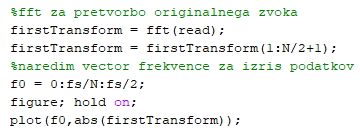 %fft za pretvorbo originalnega zvoka
firstTransform = fft(read);
firstTransform = firstTransform(1:N/2+1);
%naredim vector frekvence za izris podatkov
f0 = 0:fs/N:fs/2;
figure; hold on;
plot(f0,abs(firstTransform));